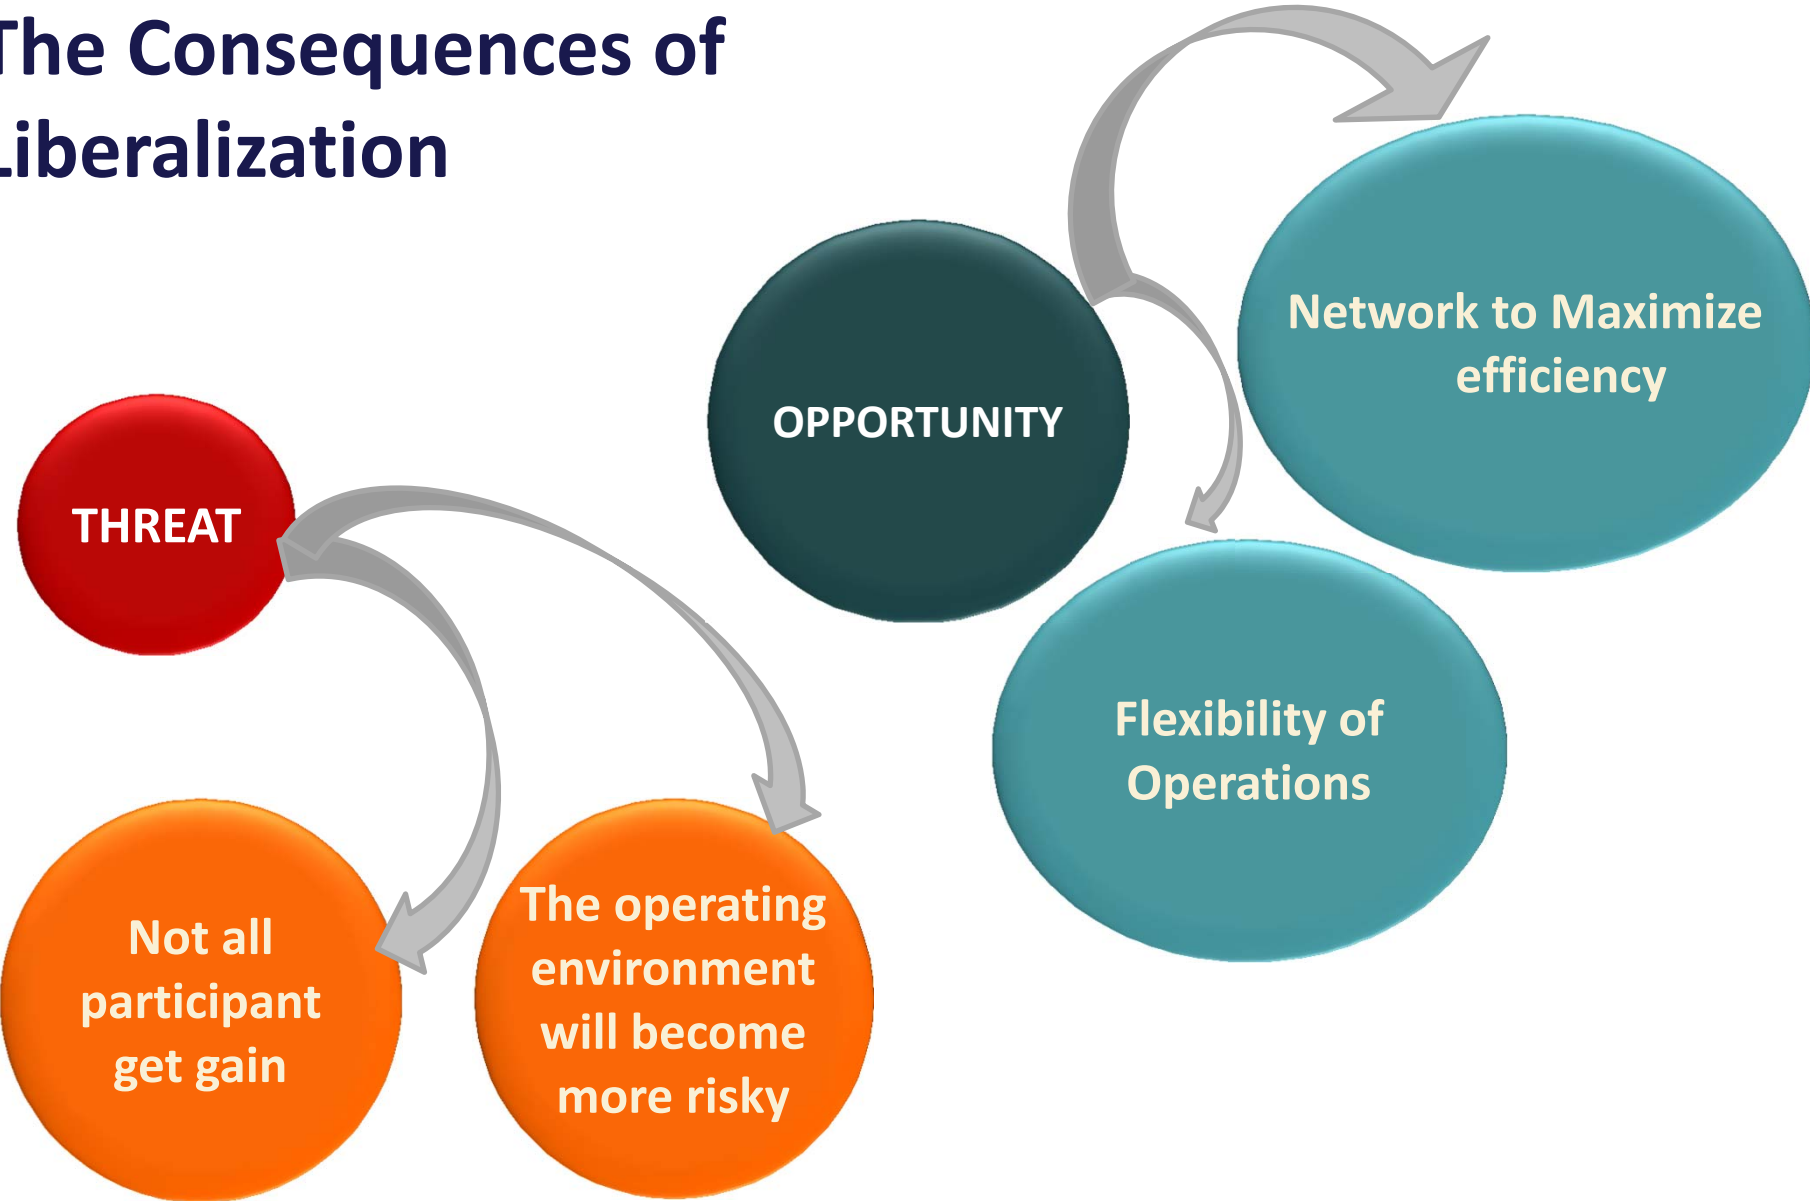 The Consequences of
Liberalization
OPPORTUNITY
Network to Maximize
efficiency
Flexibility of
Operations
THREAT
Not all
participant
get gain
The operating
environment
will become
more risky